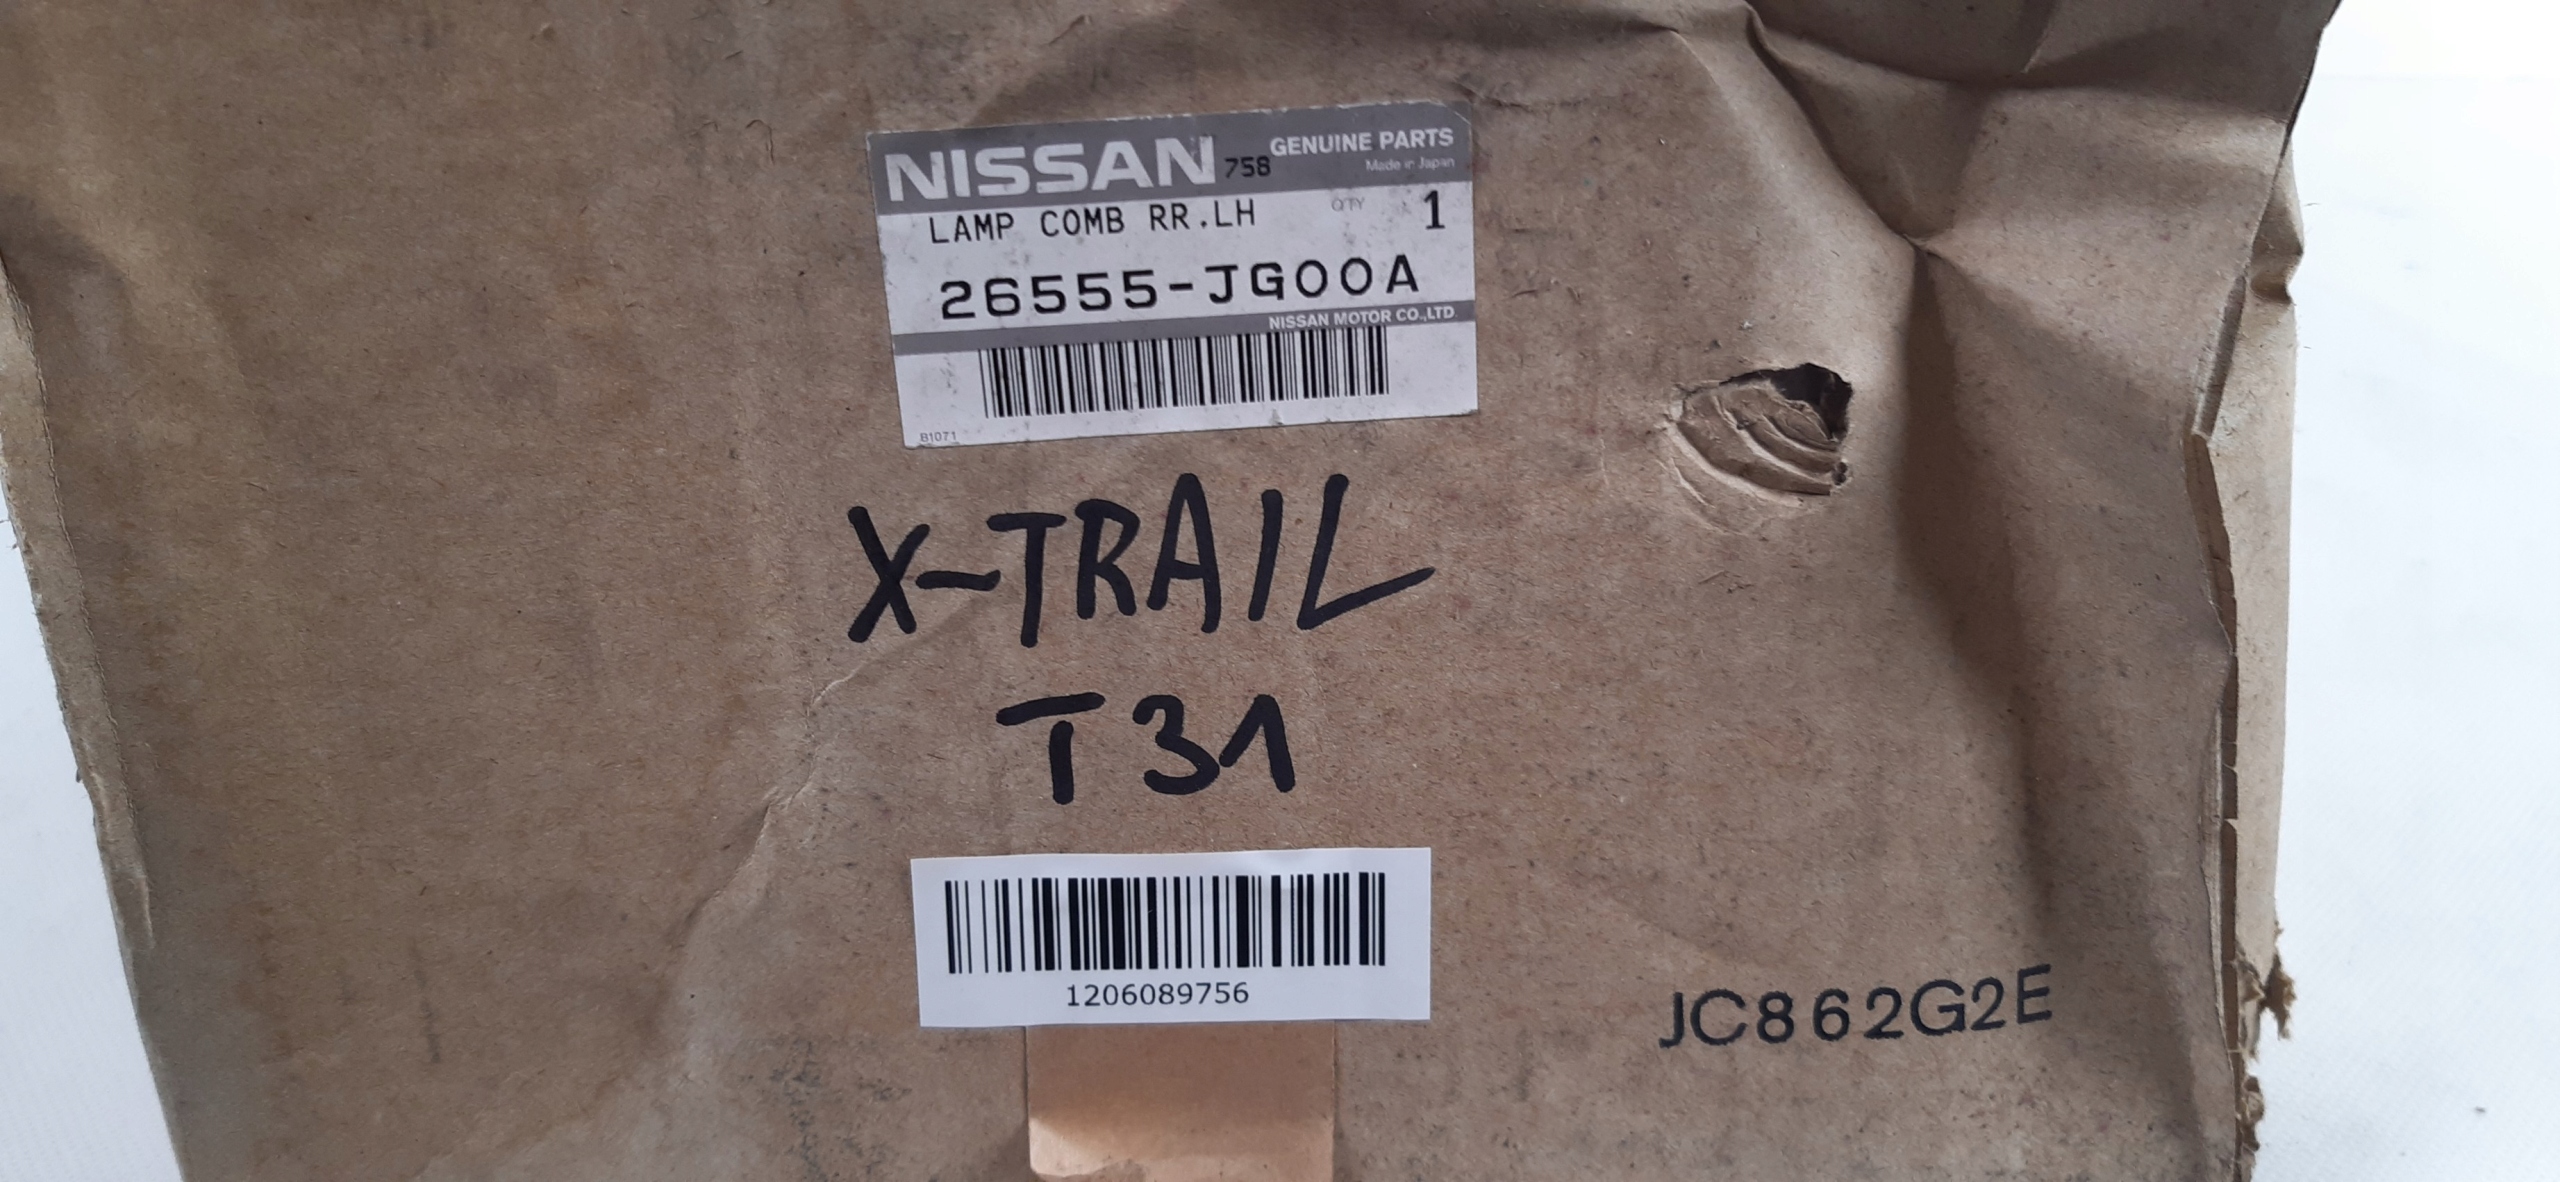 NISSAN 758 GENUINE PARTS
Made in Japan
LAMP COMB RR.LH QTY 1
26555-JG00A
NISSAN MOTOR CO.,LTD.
B1071
X-TRAIL
T31
1206089756
JC862G2E